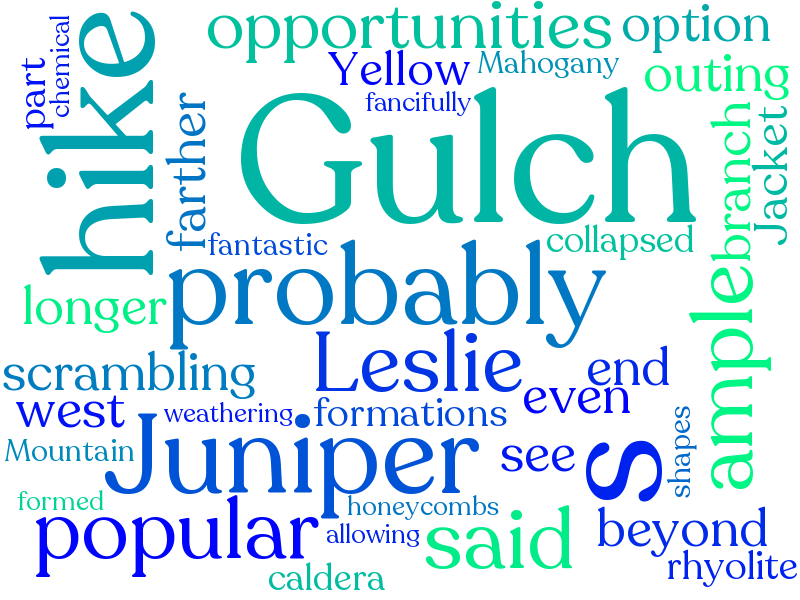 part
chemical
hike
opportunities
option
Yellow
Mahogany
outing
fancifully
Gulch
farther
branch
Jacket
fantastic
collapsed
probably
longer
ample
Leslie
scrambling
end
even
west
weathering
formations
Juniper
Mountain
see
s
shapes
formed
popular
honeycombs
allowing
said
beyond
rhyolite
caldera